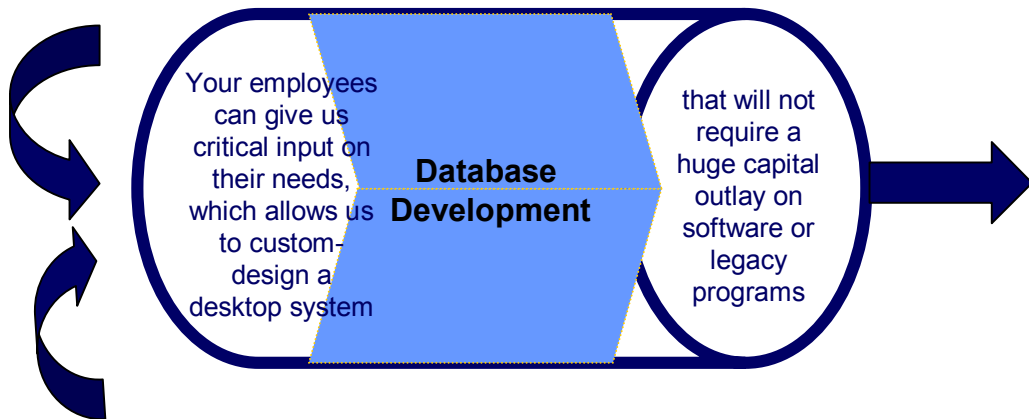 Your employees
can give us
critical input on
their needs,
which allows us
to custom-
design a
desktop system
Database
Development
that will not
require a
huge capital
outlay on
software or
legacy
programs